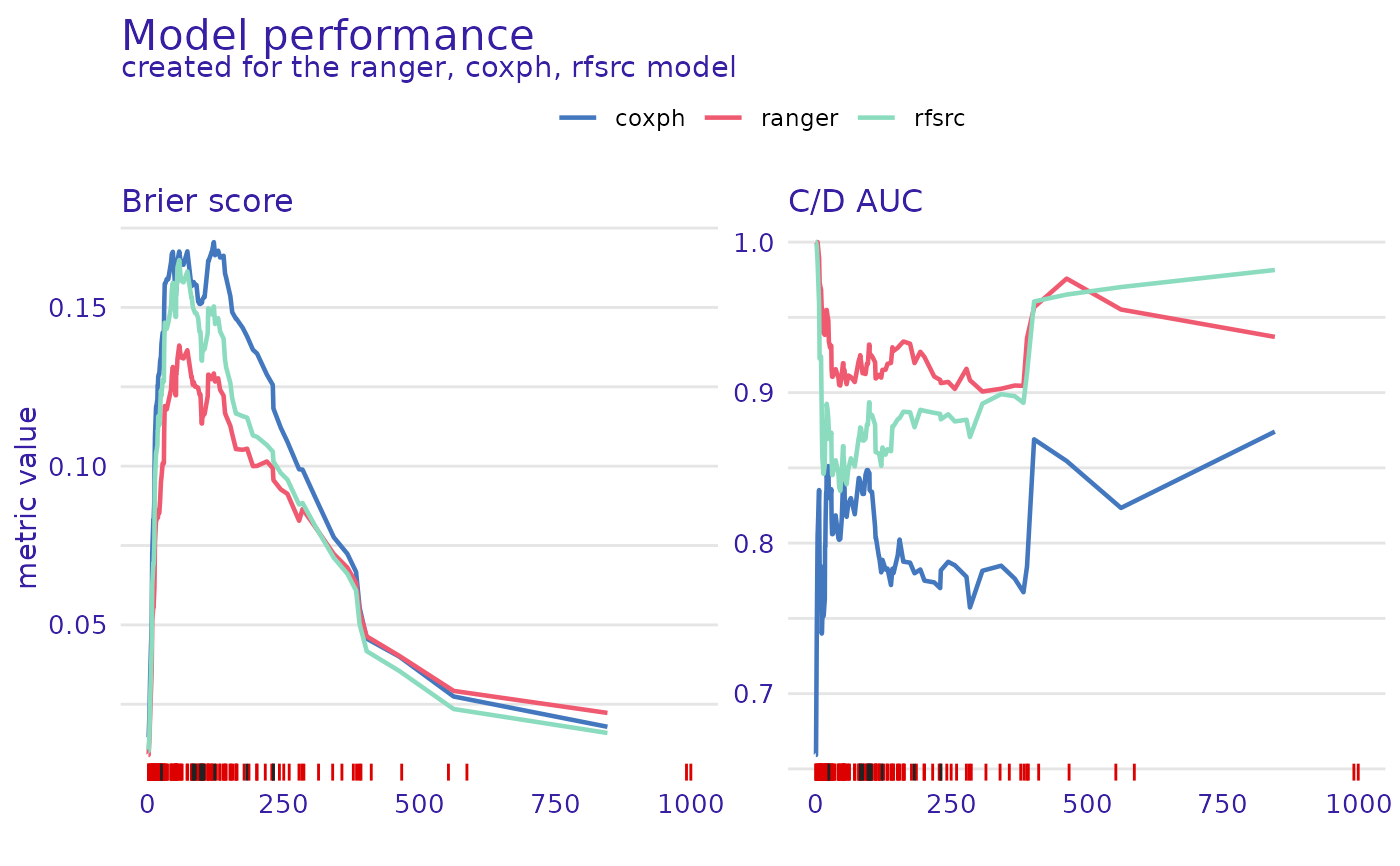 Model performance
created for the ranger, coxph, rfsrc model
coxph ranger rfsrc
Brier score
C/D AUC
metric value
0.15
0.10
0.05
0 250 500 750 1000
1.0
0.9
0.8
0.7
0 250 500 750 1000